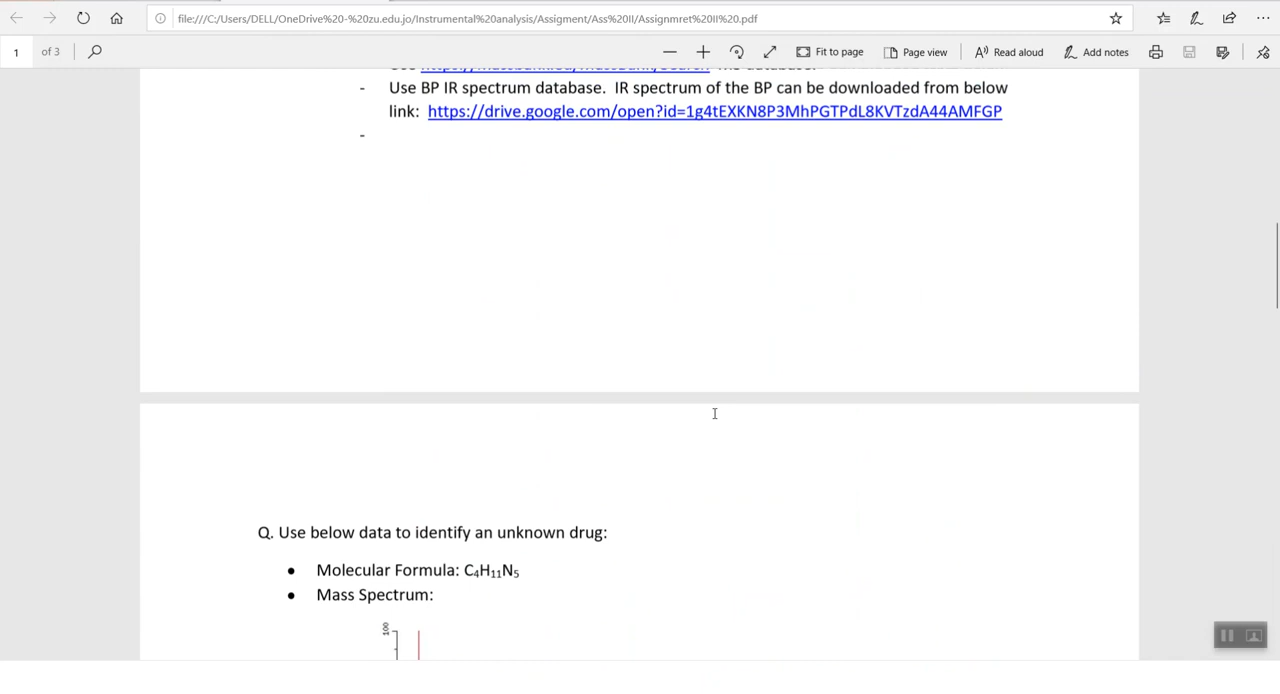 file:///C:/Users/DELL/OneDrive%20-%20zu.edu.jo/Instrumental%20analysis/Assigment/Ass%20II/Assignmret%20II%20.pdf
1 of 3 Fit to page Page view Read aloud Add notes
- Use BP IR spectrum database. IR spectrum of the BP can be downloaded from below
link: https://drive.google.com/open?id=1g4tEXKN8P3MhPGTPdL8KVTzdA44AMFGP
-
Q. Use below data to identify an unknown drug:
• Molecular Formula: C₄H₁₁N₅
• Mass Spectrum:
100